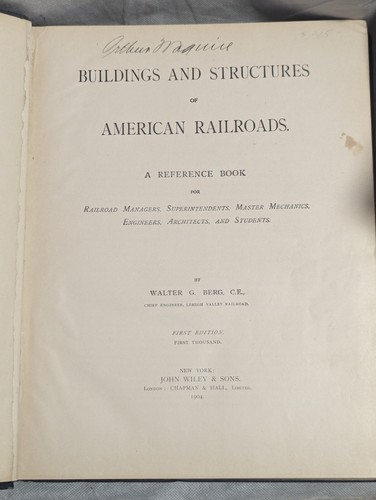 Arthur Maguire
BUILDINGS AND STRUCTURES
OF
AMERICAN RAILROADS.
A REFERENCE BOOK
FOR
RAILROAD MANAGERS, SUPERINTENDENTS, MASTER MECHANICS,
ENGINEERS, ARCHITECTS, AND STUDENTS.
BY
WALTER G. BERG, C.E.,
CHIEF ENGINEER, LEHIGH VALLEY RAILROAD.
FIRST EDITION.
FIRST THOUSAND.
NEW YORK:
JOHN WILEY & SONS.
LONDON: CHAPMAN & HALL, LIMITED.
1904